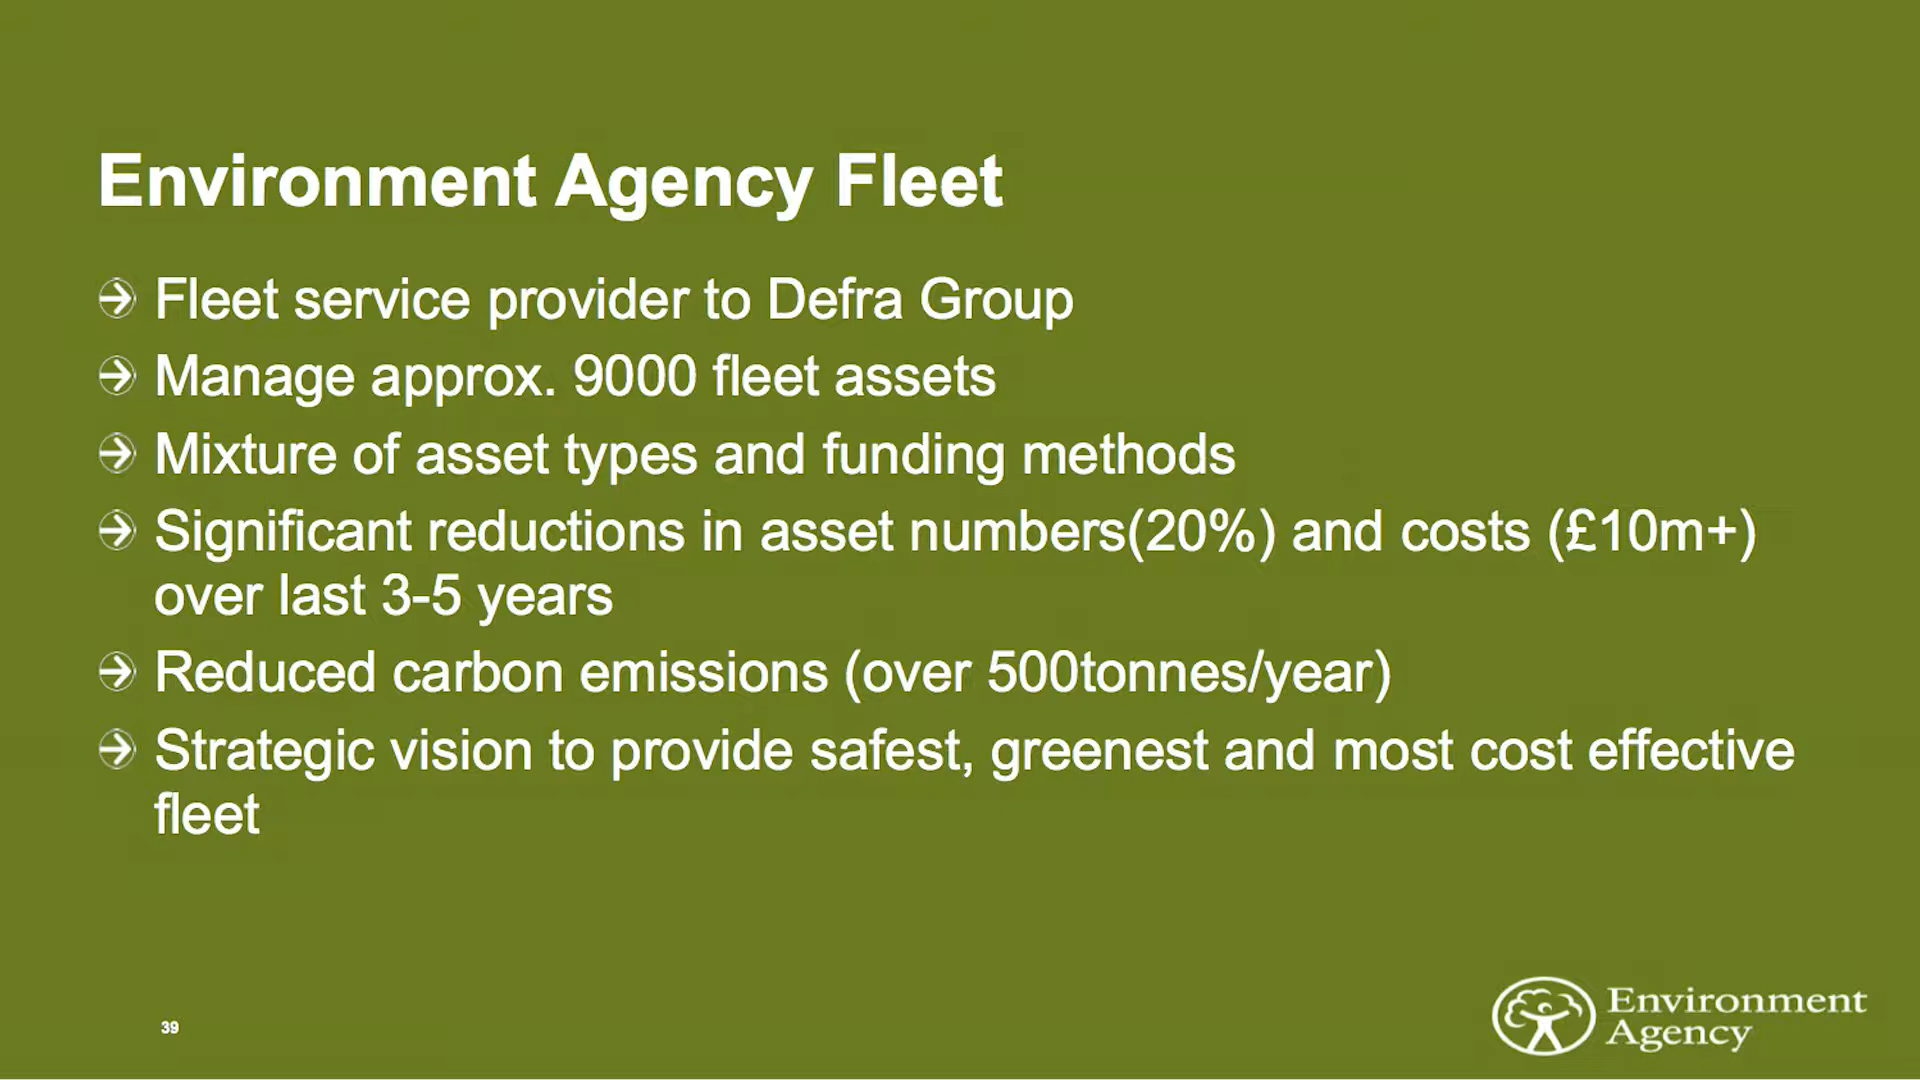 Environment Agency Fleet
Fleet service provider to Defra Group
Manage approx. 9000 fleet assets
Mixture of asset types and funding methods
Significant reductions in asset numbers(20%) and costs (£10m+)
over last 3-5 years
Reduced carbon emissions (over 500tonnes/year)
Strategic vision to provide safest, greenest and most cost effective
fleet
39
Environment
Agency